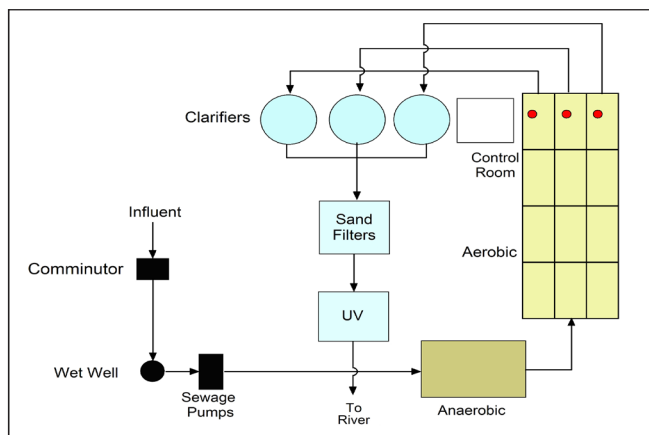 Clarifiers
Control
Room
Influent
Sand
Filters
Comminutor
Aerobic
UV
Wet Well
Sewage
Pumps
To
River
Anaerobic